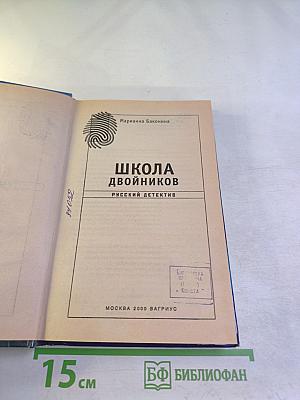 Марианна Баконина
ШКОЛА
ДВОЙНИКОВ
РУССКИЙ ДЕТЕКТИВ
МОСКВА 2000 ВАГРИУС
15 см
БФ БИБЛИОФАН